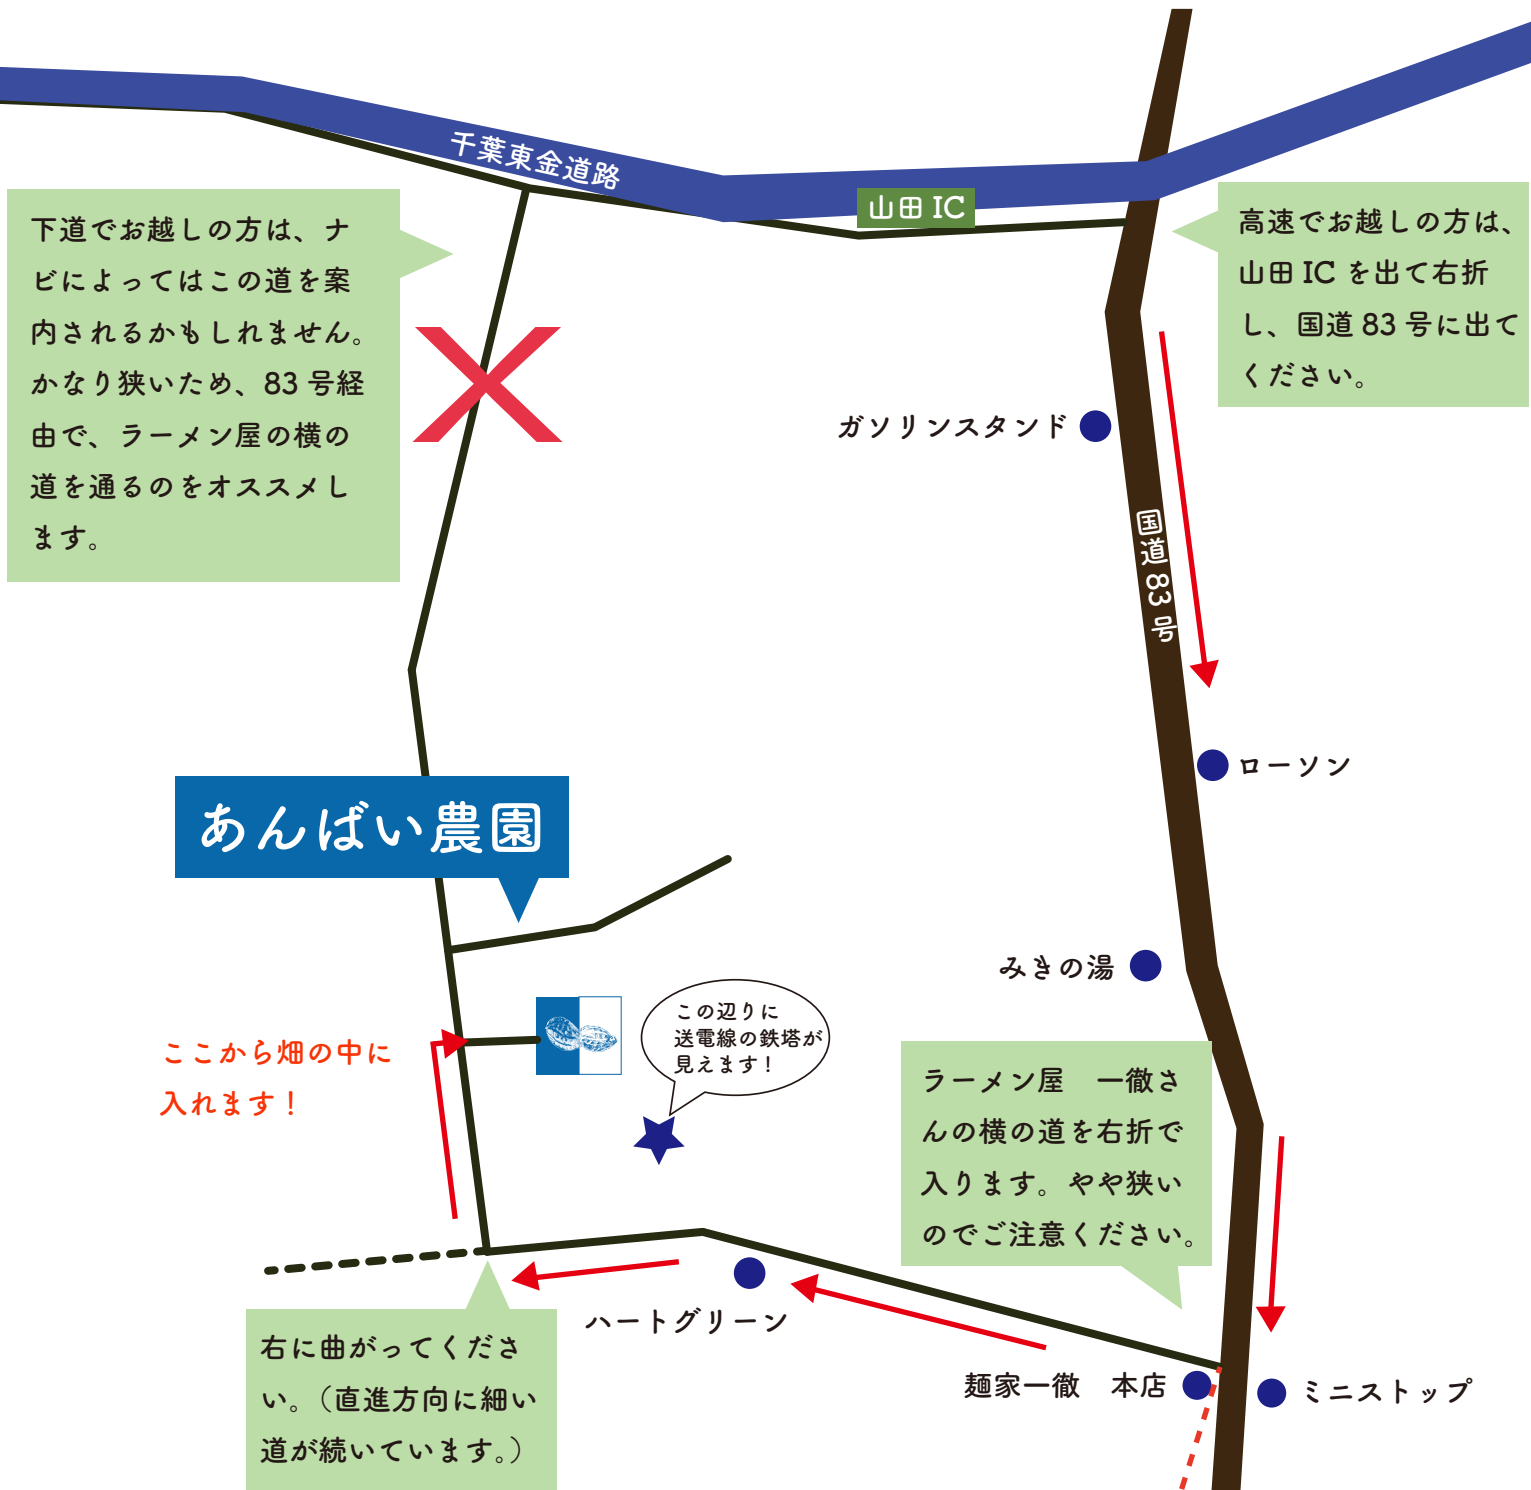 千葉東金道路
山田 IC
下道でお越しの方は、ナ
ビによってはこの道を案
内されるかもしれません。
かなり狭いため、83 号経
由で、ラーメン屋の横の
道を通るのをオススメし
ます。
高速でお越しの方は、
山田 IC を出て右折
し、国道 83 号に出て
ください。
ガソリンスタンド
国道 83 号
ローソン
あんばい農園
みきの湯
この辺りに
送電線の鉄塔が
見えます！
ここから畑の中に
入れます！
ラーメン屋　一徹さ
んの横の道を右折で
入ります。やや狭い
のでご注意ください。
ハートグリーン
麺家一徹　本店
ミニストップ
右に曲がってくださ
い。（直進方向に細い
道が続いています。）